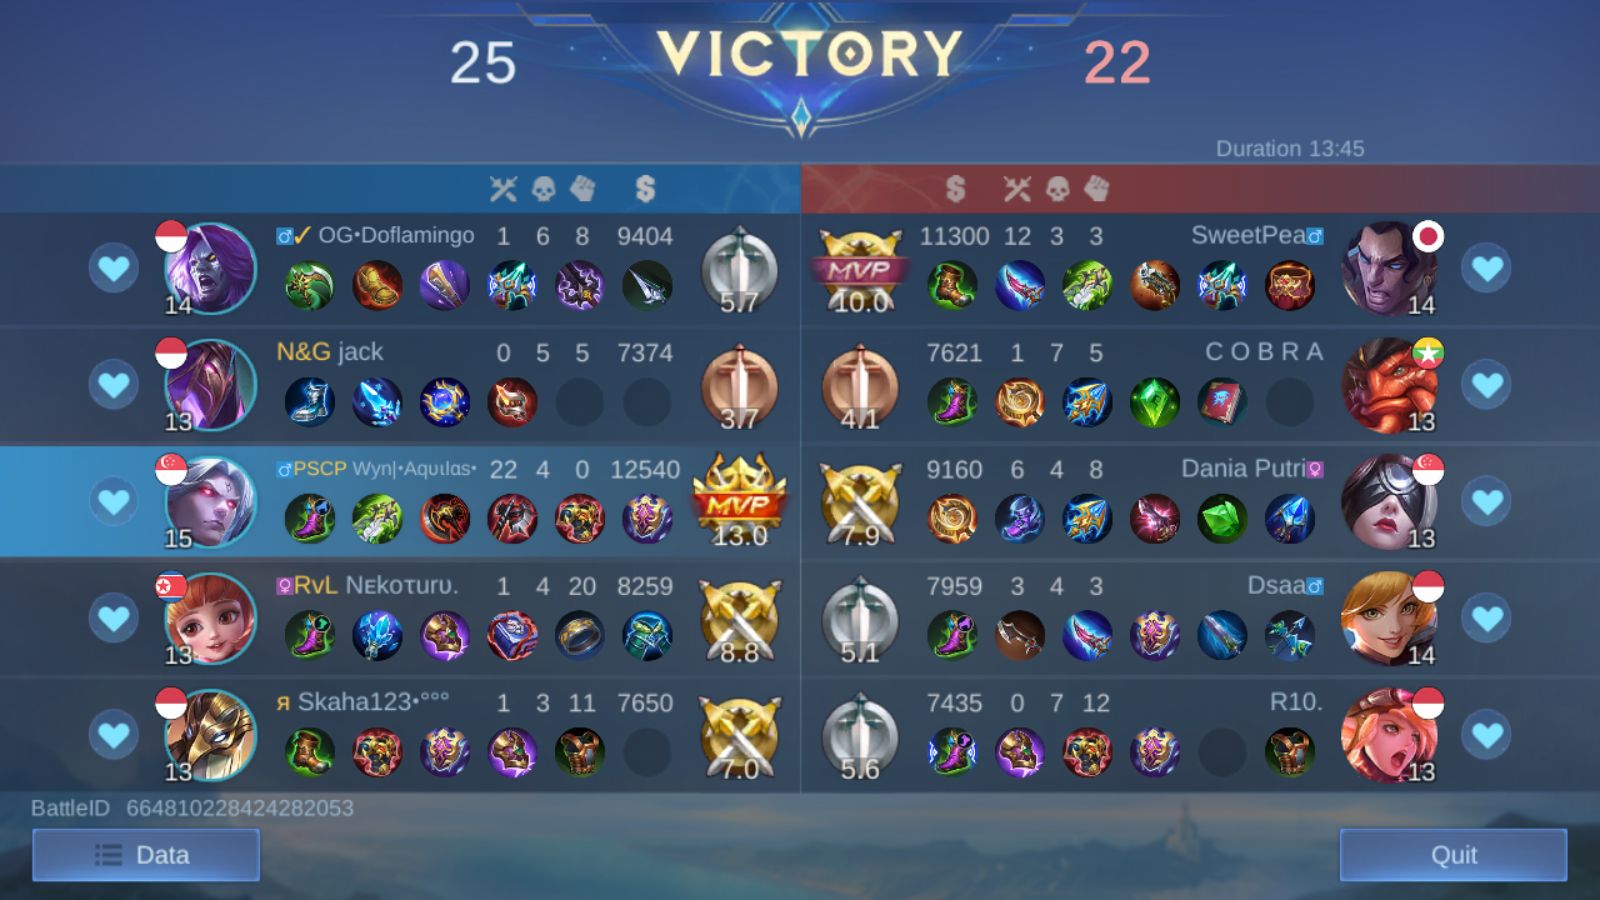 25 VICTORY 22
Duration 13:45
OG•Doflamingo 1 6 8 9404
14 5.7
MVP 11300 12 3 3 SweetPea
10.0 14
N&G jack 0 5 5 7374
13 3.7
7621 1 7 5 C O B R A
4.1 13
PSCP Wyn|•Aqυιlαs• 22 4 0 12540 MVP
15 13.0
9160 6 4 8 Dania Putri
7.9 13
RvL Nᴇkoτuru. 1 4 20 8259
13 8.8
7959 3 4 3 Dsaa
5.1 14
я Skaha123•°°° 1 3 11 7650
13 7.0
7435 0 7 12 R10.
5.6 13
BattleID 664810228424282053
Data
Quit